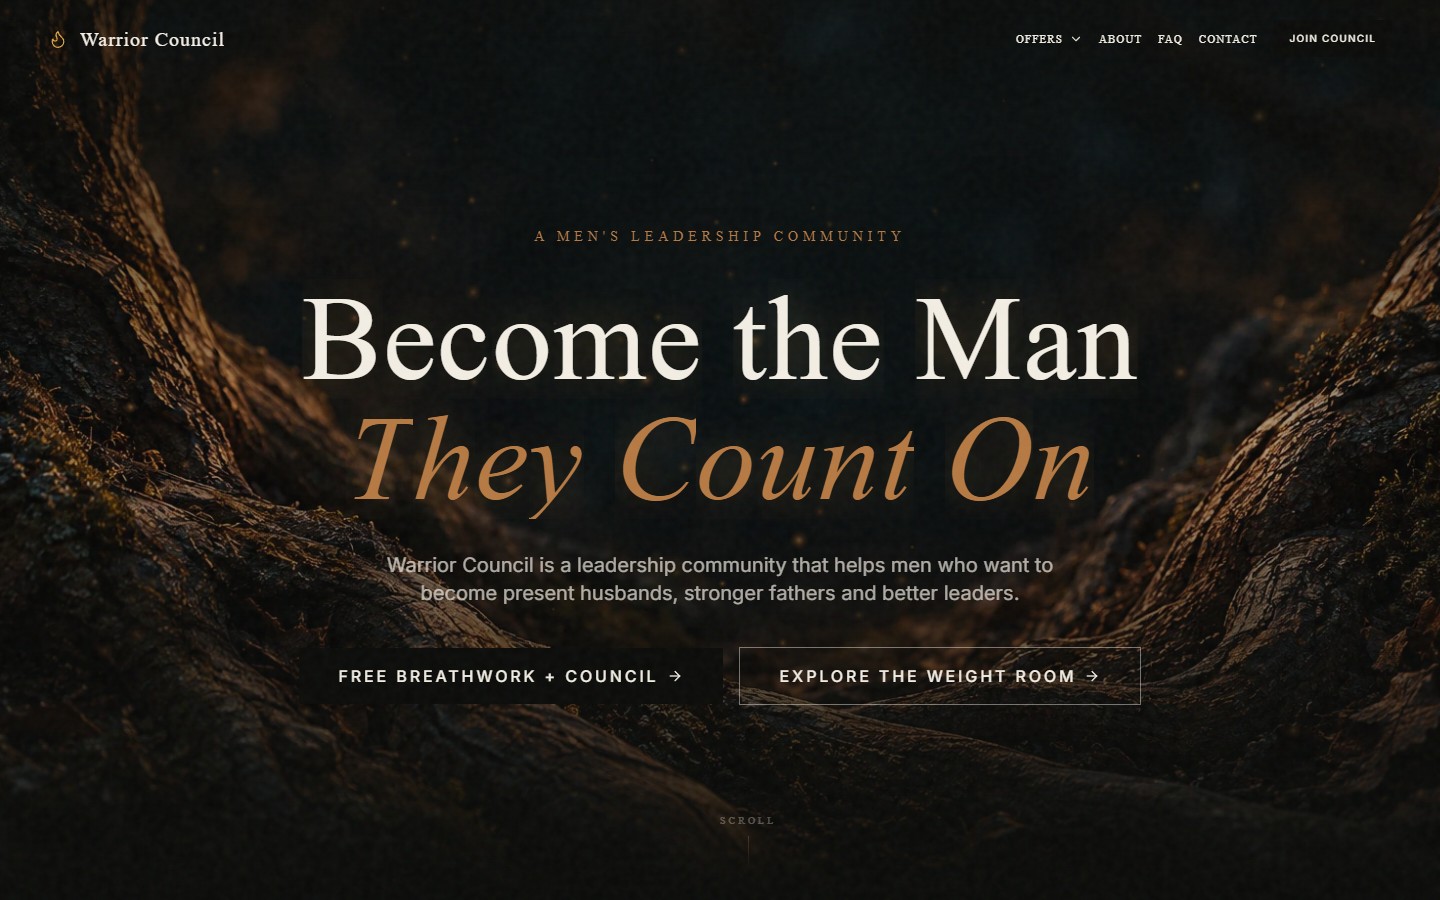 Warrior Council
OFFERS
ABOUT
FAQ
CONTACT
JOIN COUNCIL
A MEN'S LEADERSHIP COMMUNITY
Become the Man
They Count On
Warrior Council is a leadership community that helps men who want to
become present husbands, stronger fathers and better leaders.
FREE BREATHWORK + COUNCIL →
EXPLORE THE WEIGHT ROOM →
SCROLL